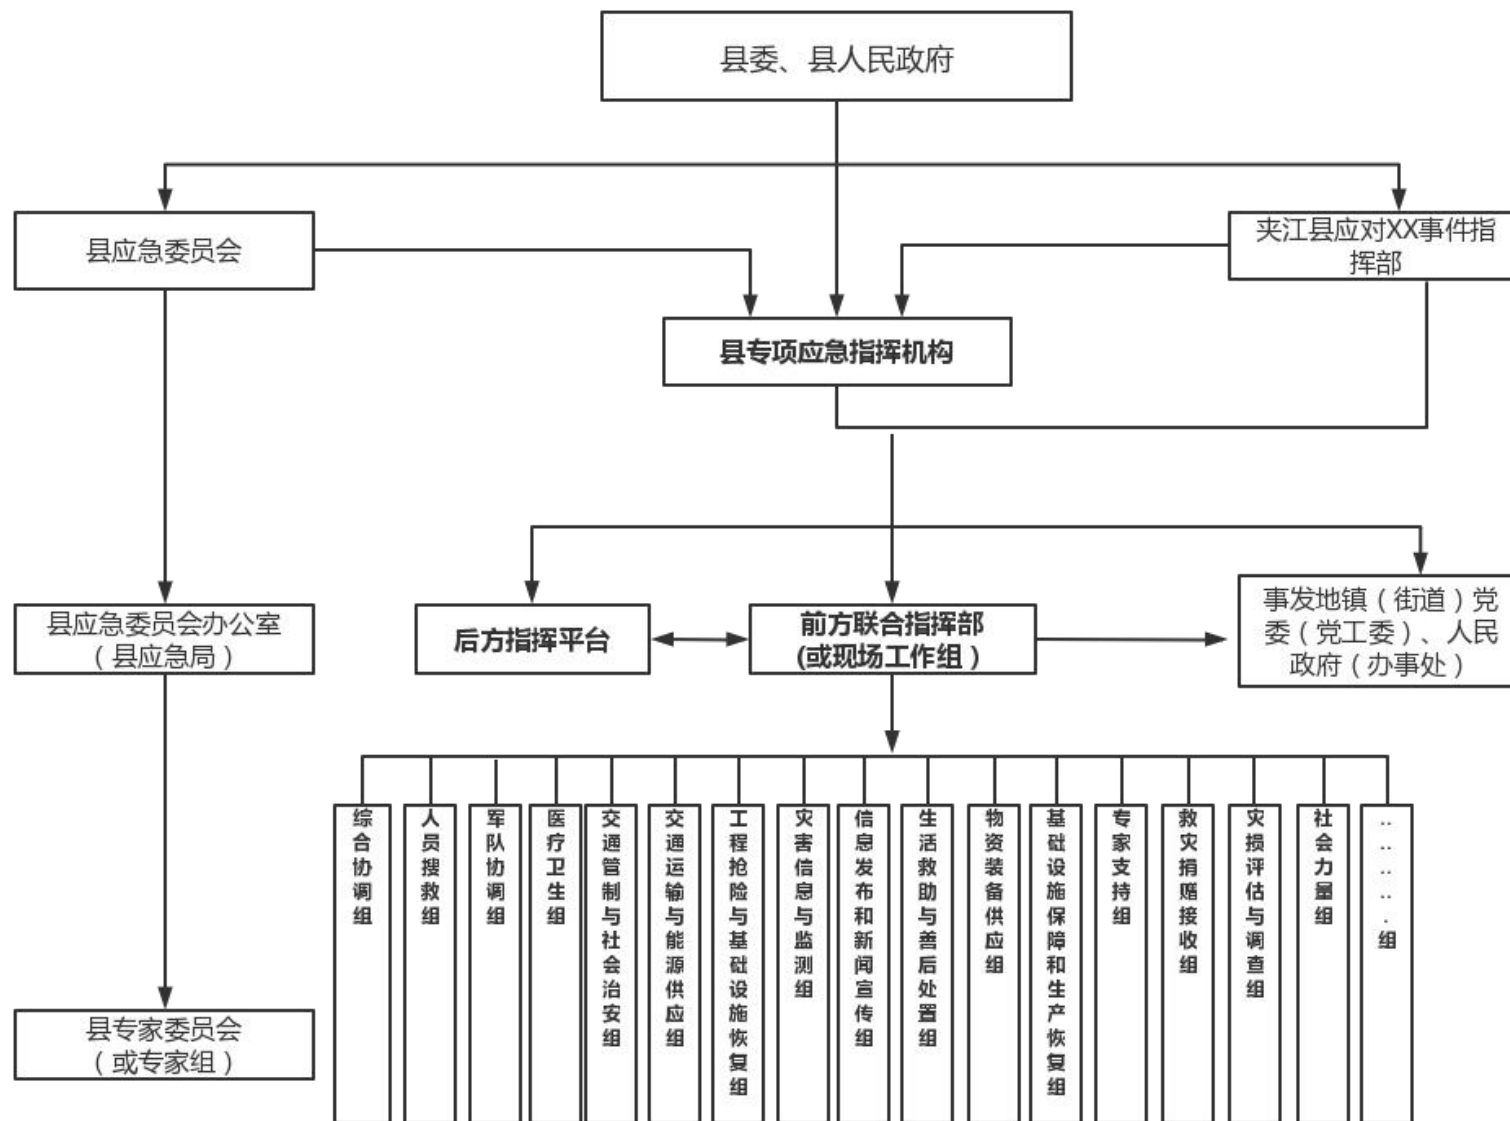 县委、县人民政府
县应急委员会
夹江县应对XX事件指
挥部
县专项应急指挥机构
县应急委员会办公室
（县应急局）
后方指挥平台
前方联合指挥部
(或现场工作组）
事发地镇（街道）党
委（党工委）、人民
政府（办事处）
综合协调组
人员搜救组
军队协调组
医疗卫生组
交通管制与社会治安组
交通运输与能源供应组
工程抢险与基础设施恢复组
灾害信息与监测组
信息发布和新闻宣传组
生活救助与善后处置组
物资装备供应组
基础设施保障和生产恢复组
专家支持组
救灾捐赠接收组
灾损评估与调查组
社会力量组
.........组
县专家委员会
（或专家组）